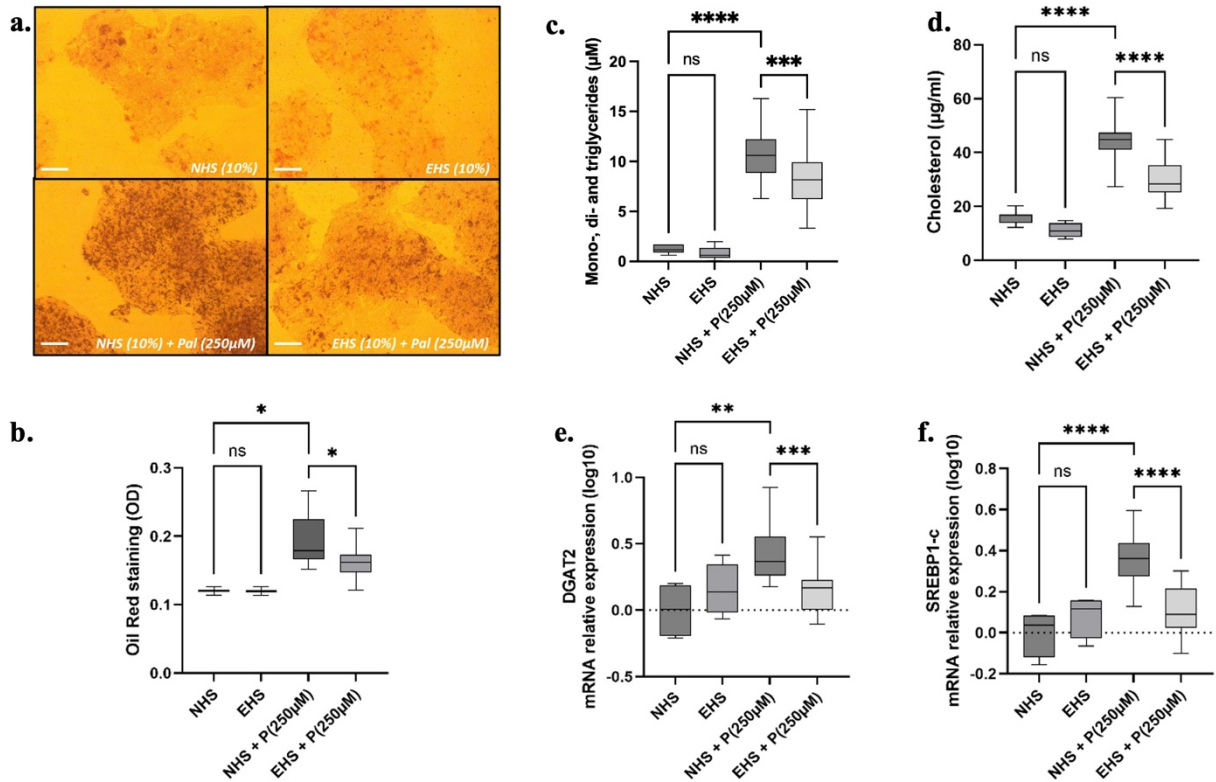 a.
NHS (10%)
EHS (10%)
NHS (10%) + Pal (250µM)
EHS (10%) + Pal (250µM)
b.
Oil Red staining (OD)
0.3
0.2
0.1
0.0
ns
*
*
NHS
EHS
NHS + P(250µM)
EHS + P(250µM)
c.
Mono-, di- and triglycerides (µM)
20
15
10
5
0
ns
****
***
NHS
EHS
NHS + P(250µM)
EHS + P(250µM)
d.
Cholesterol (µg/ml)
80
60
40
20
0
ns
****
****
NHS
EHS
NHS + P(250µM)
EHS + P(250µM)
e.
DGAT2
mRNA relative expression (log10)
1.0
0.5
0.0
-0.5
ns
**
***
NHS
EHS
NHS + P(250µM)
EHS + P(250µM)
f.
SREBP1-c
mRNA relative expression (log10)
0.8
0.4
0.0
-0.2
ns
****
****
NHS
EHS
NHS + P(250µM)
EHS + P(250µM)